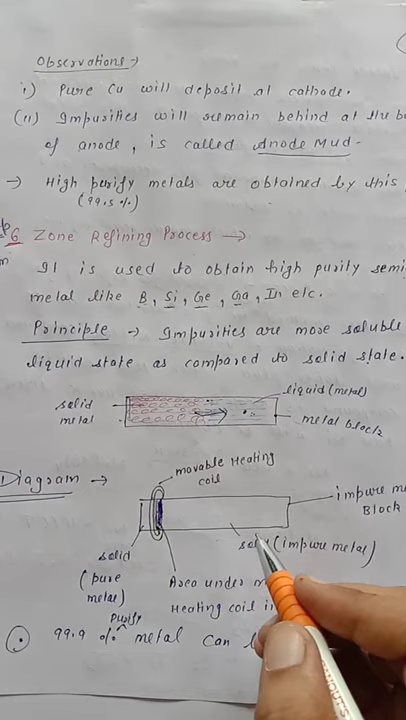 Observations →
i) Pure Cu will deposit at cathode.
(ii) Impurities will remain behind at the
of anode, is called Anode Mud.
→ High purify metals are obtained by this
(99.5 %)
6 Zone Refining Process →
It is used to obtain high purity
metal like B, Si, Ge, Ga, In etc.
Principle → Impurities are more soluble
liquid state as compared to solid state.
liquid (metal)
solid
metal
metal block
Diagram →
movable Heating
coil
impure
Block
solid
(pure
metal)
(impure metal)
Area under
Heating coil
Purify
99.9 % metal can